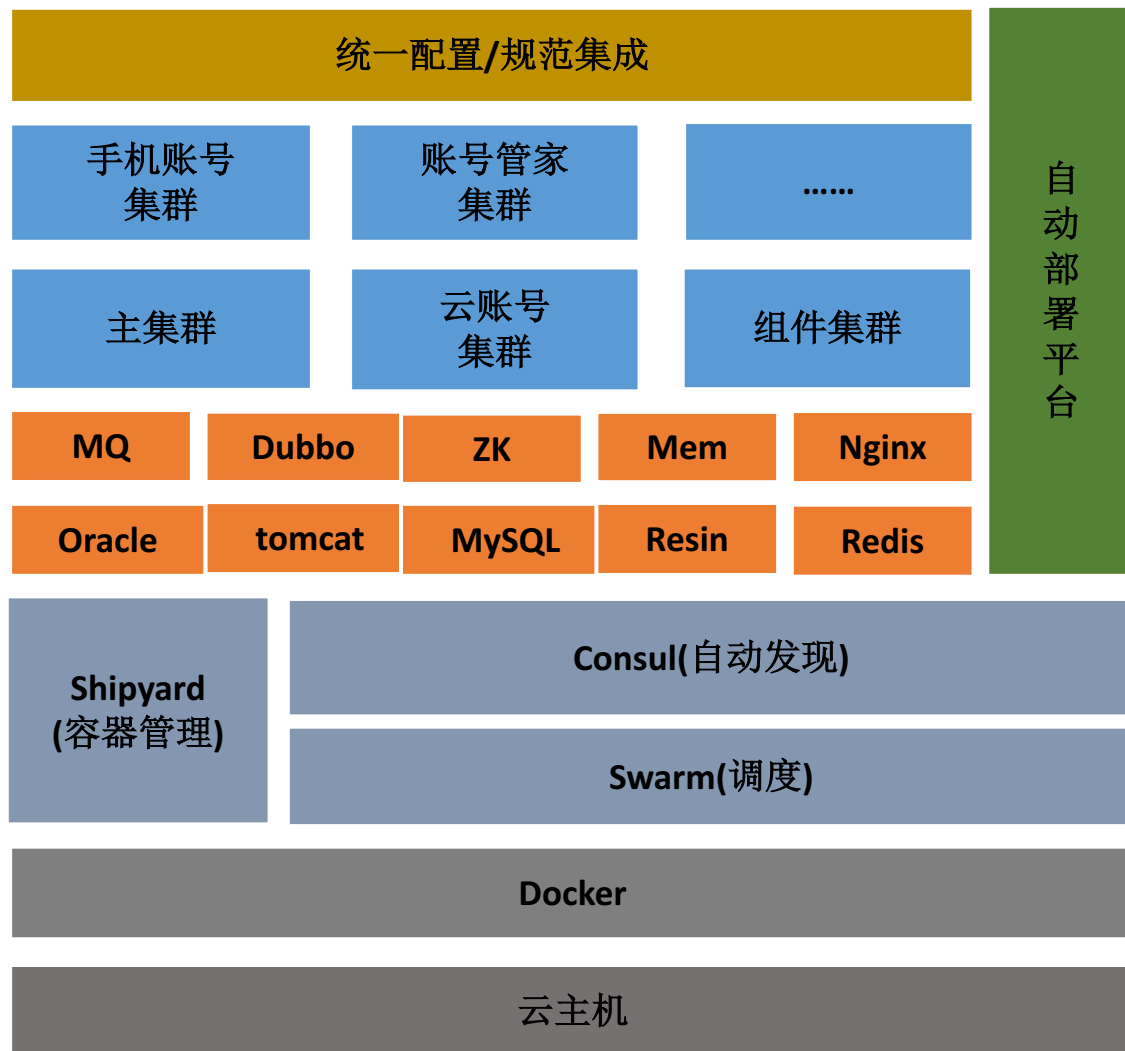 统一配置/规范集成
手机账号
集群
账号管家
集群
……
主集群
云账号
集群
组件集群
自
动
部
署
平
台
MQ
Dubbo
ZK
Mem
Nginx
Oracle
tomcat
MySQL
Resin
Redis
Shipyard
(容器管理)
Consul(自动发现)
Swarm(调度)
Docker
云主机